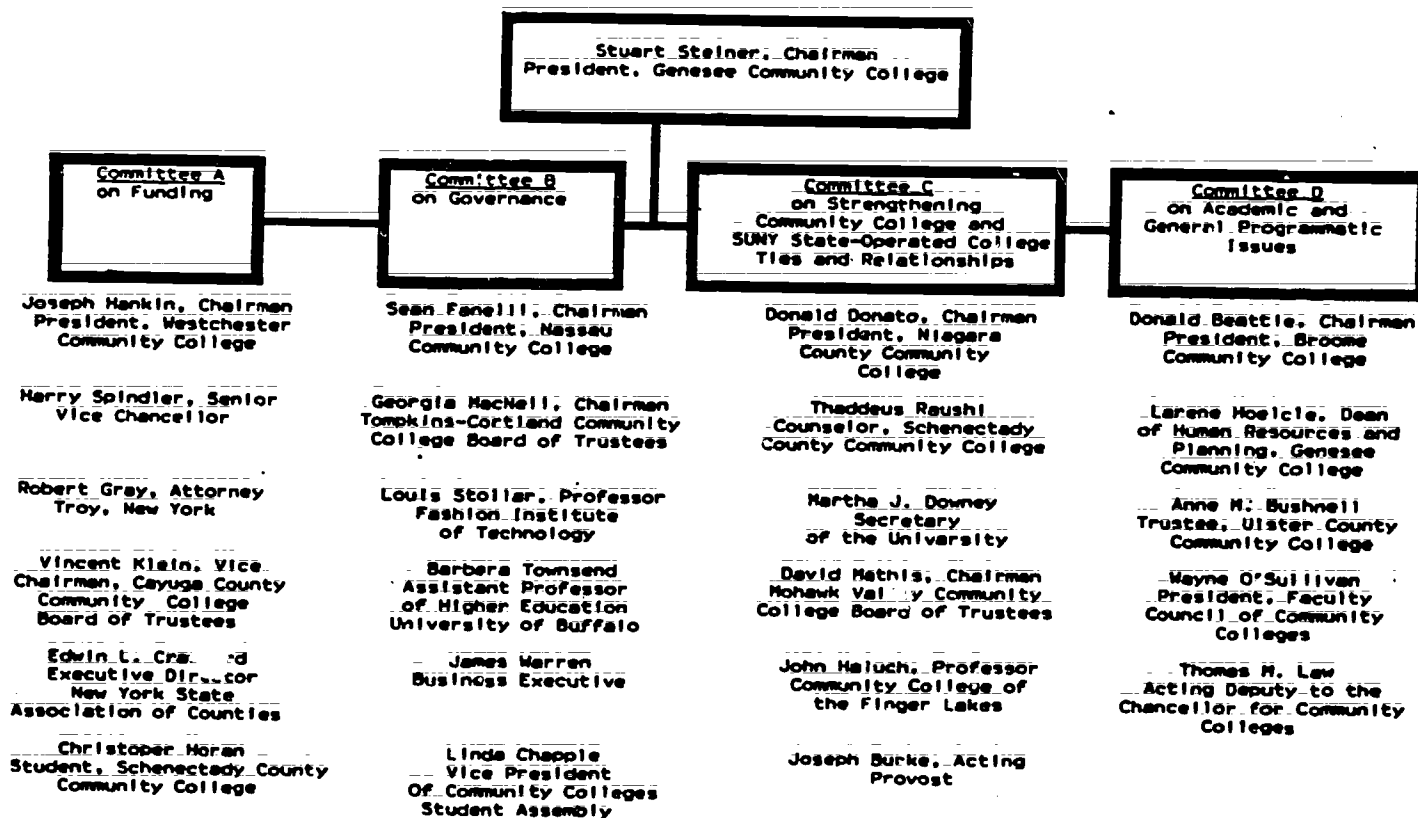 Stuart Steiner, Chairman
President, Genesee Community College
Committee A
on Funding
Joseph Hankin, Chairman
President, Westchester
Community College
Harry Spindler, Senior
Vice Chancellor
Robert Gray, Attorney
Troy, New York
Vincent Klein, Vice
Chairman, Cayuga County
Community College
Board of Trustees
Edwin L.
Executive Director
New York State
Association of Counties
Christoper Horan
Student, Schenectady County
Community College
Committee B
on Governance
Sean Fanelli, Chairman
President, Nassau
Community College
Georgia MacNeil, Chairman
Tompkins-Cortland Community
College Board of Trustees
Louis Stollar, Professor
Fashion Institute
of Technology
Barbara Townsend
Assistant Professor
of Higher Education
University of Buffalo
James Warren
Business Executive
Linda Chapple
Vice President
Of Community Colleges
Student Assembly
Committee C
on Strengthening
Community College and
SUNY State-Operated College
Ties and Relationships
Donald Donato, Chairman
President, Niagara
County Community
College
Thaddeus Raushi
Counselor, Schenectady
County Community College
Martha J. Downey
Secretary
of the University
David Mathis, Chairman
Mohawk Community
College Board of Trustees
John Haluch, Professor
Community College of
the Finger Lakes
Joseph Burke, Acting
Provost
Committee D
on Academic and
General Programmatic
Issues
Donald Beattie, Chairman
President, Broome
Community College
Larene Hoelcle, Dean
of Human Resources and
Planning, Genesee
Community College
Anne M. Bushnell
Trustee, Ulster County
Community College
Wayne O'Sullivan
President, Faculty
Council of Community
Colleges
Thomas M. Law
Acting Deputy to the
Chancellor for Community
Colleges